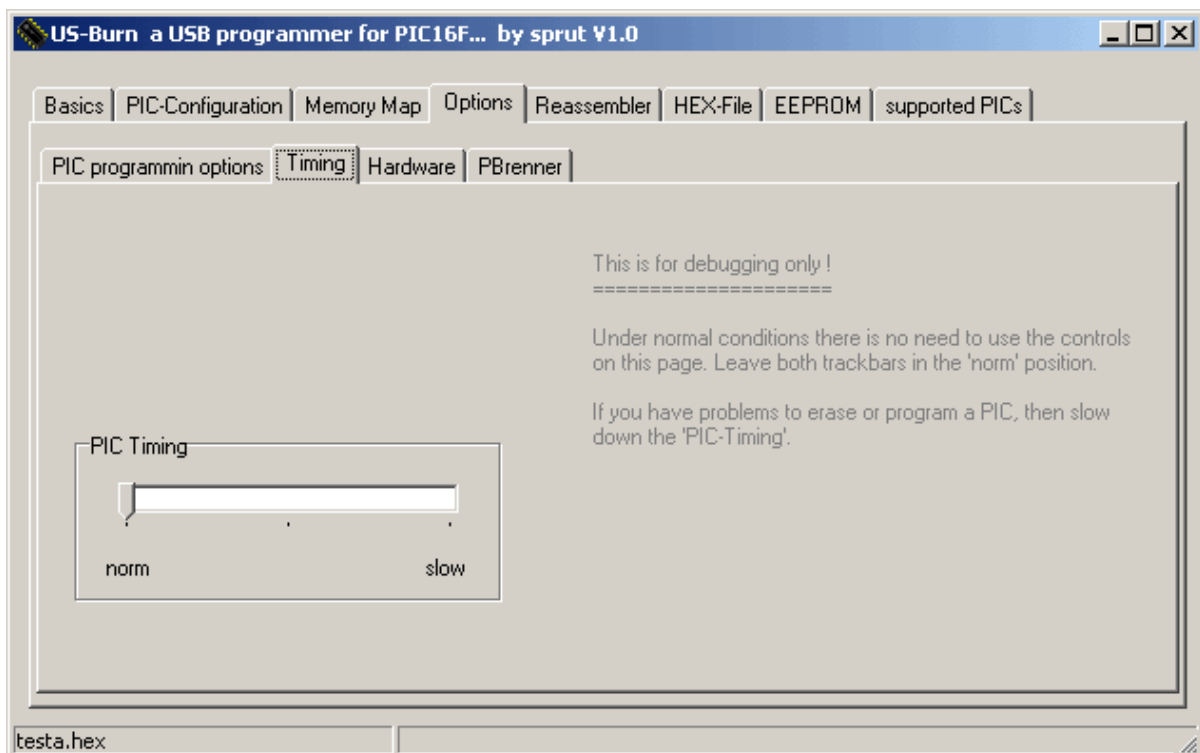 US-Burn a USB programmer for PIC16F... by sprut V1.0
Basics PIC-Configuration Memory Map Options Reassembler HEX-File EEPROM supported PICs
PIC programmin options Timing Hardware PBrenner
This is for debugging only !
=====================
Under normal conditions there is no need to use the controls
on this page. Leave both trackbars in the 'norm' position.
If you have problems to erase or program a PIC, then slow
down the 'PIC-Timing'.
PIC Timing
norm slow
testa.hex